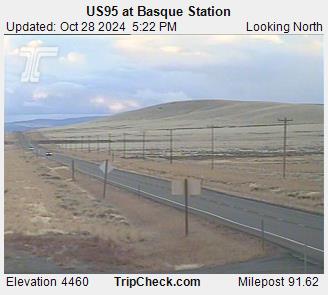 US95 at Basque Station
Updated: Oct 28 2024 5:22 PM Looking North
Elevation 4460 TripCheck.com Milepost 91.62